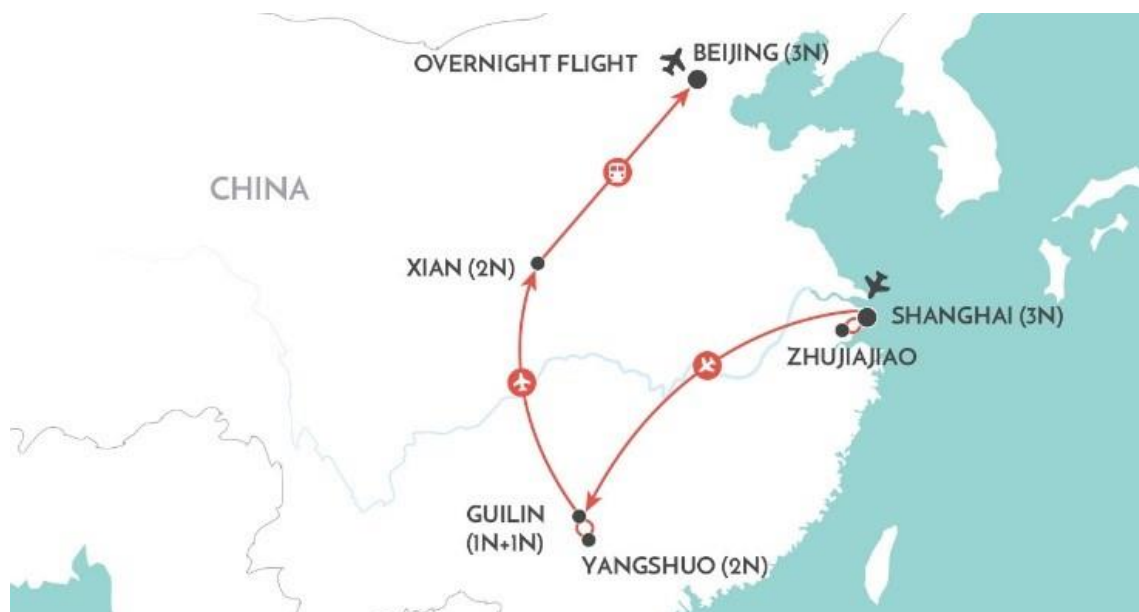 OVERNIGHT FLIGHT
BEIJING (3N)
CHINA
XIAN (2N)
SHANGHAI (3N)
ZHUJIAJIAO
GUILIN
(1N+1N)
YANGSHUO (2N)